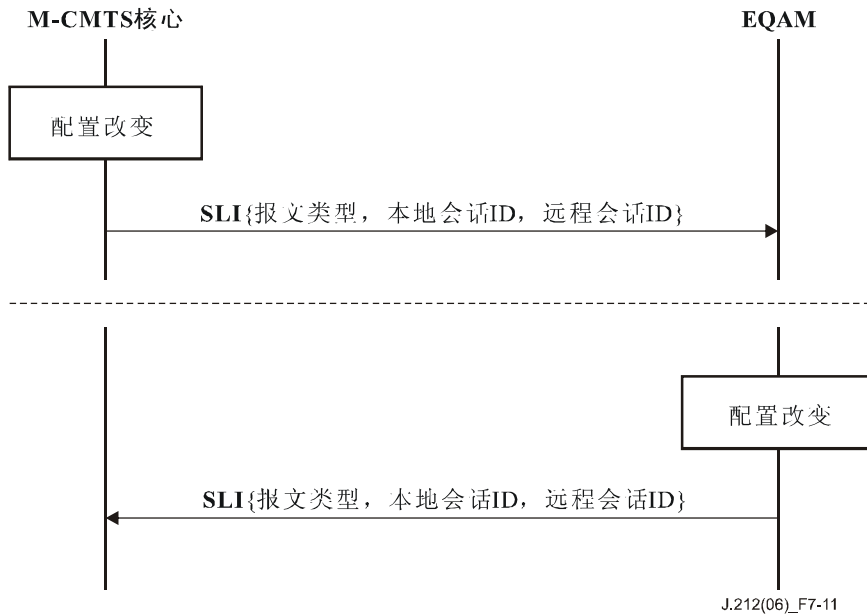 M-CMTS核心
EQAM
配置改变
SLI{报文类型，本地会话ID，远程会话ID}
配置改变
SLI{报文类型，本地会话ID，远程会话ID}
J.212(06)_F7-11